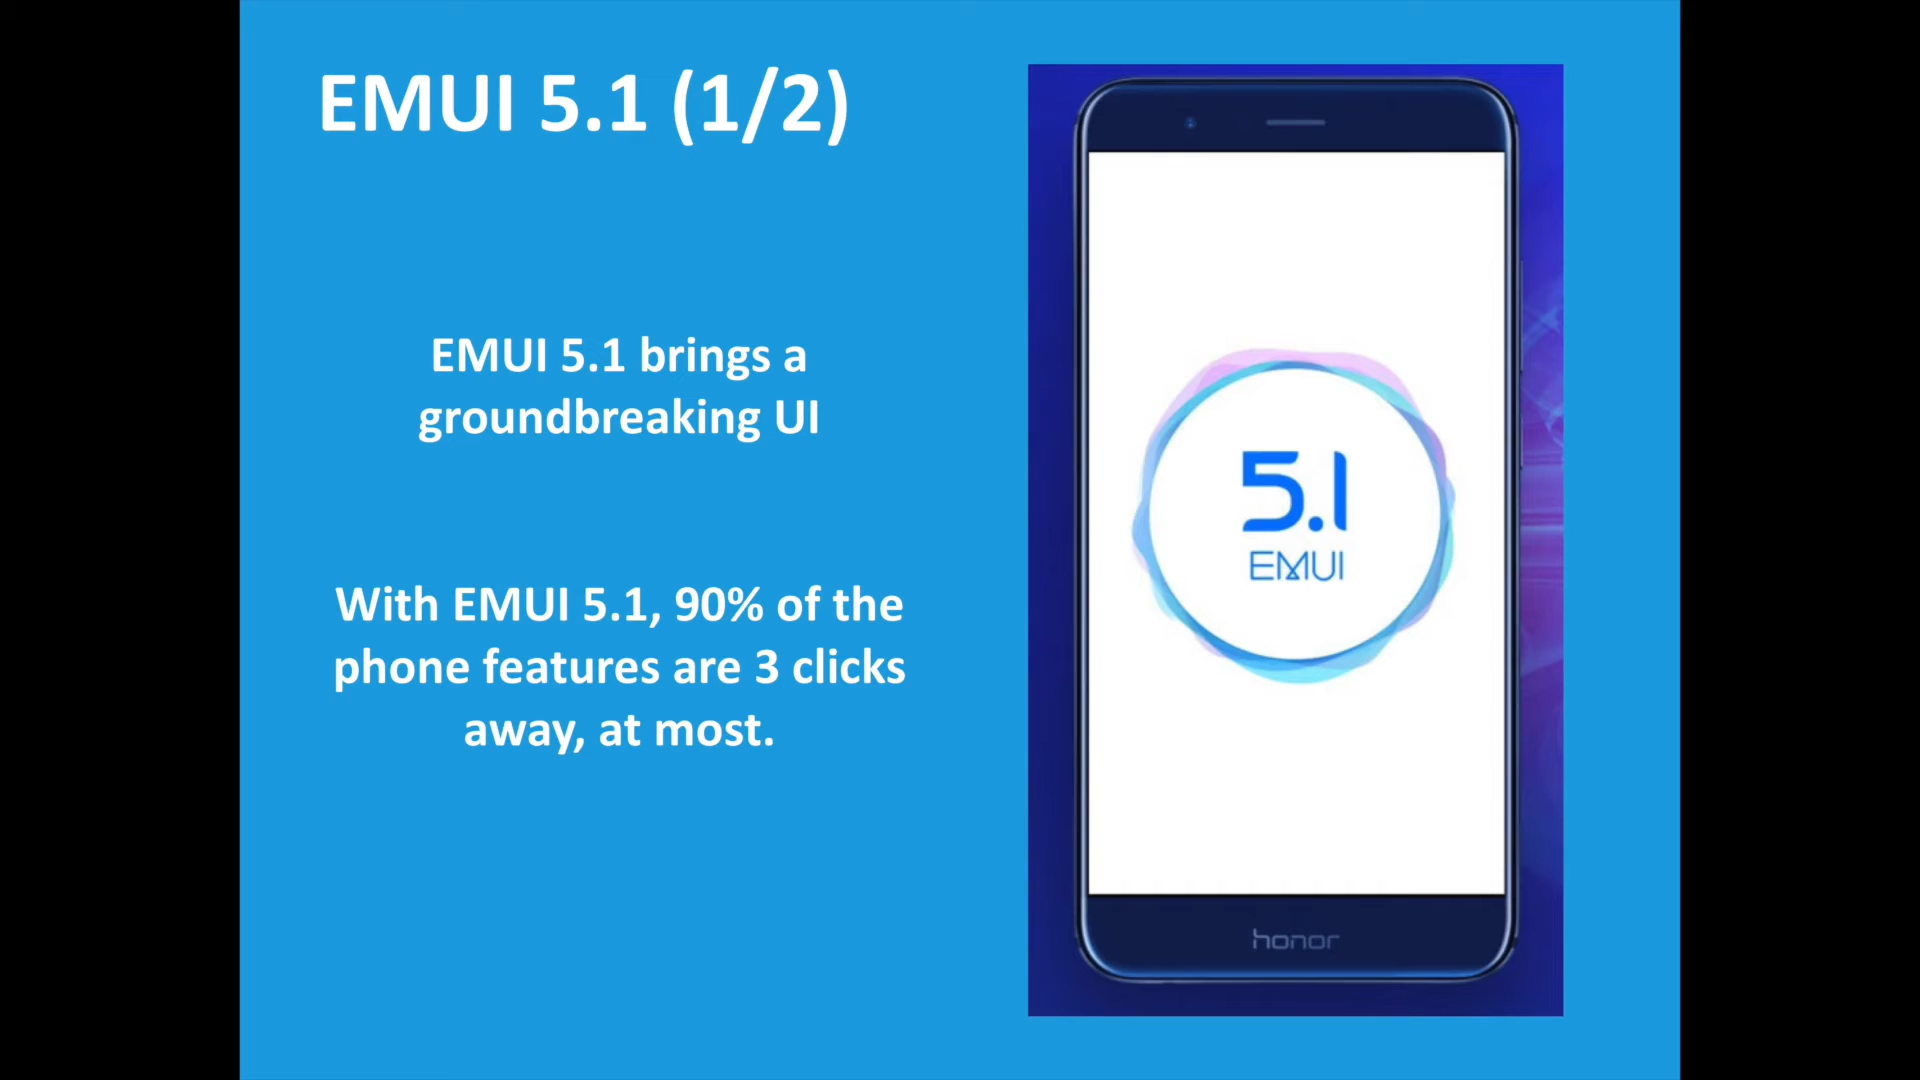 EMUI 5.1 (1/2)
EMUI 5.1 brings a
groundbreaking UI
With EMUI 5.1, 90% of the
phone features are 3 clicks
away, at most.
5.1
EMUI
honor